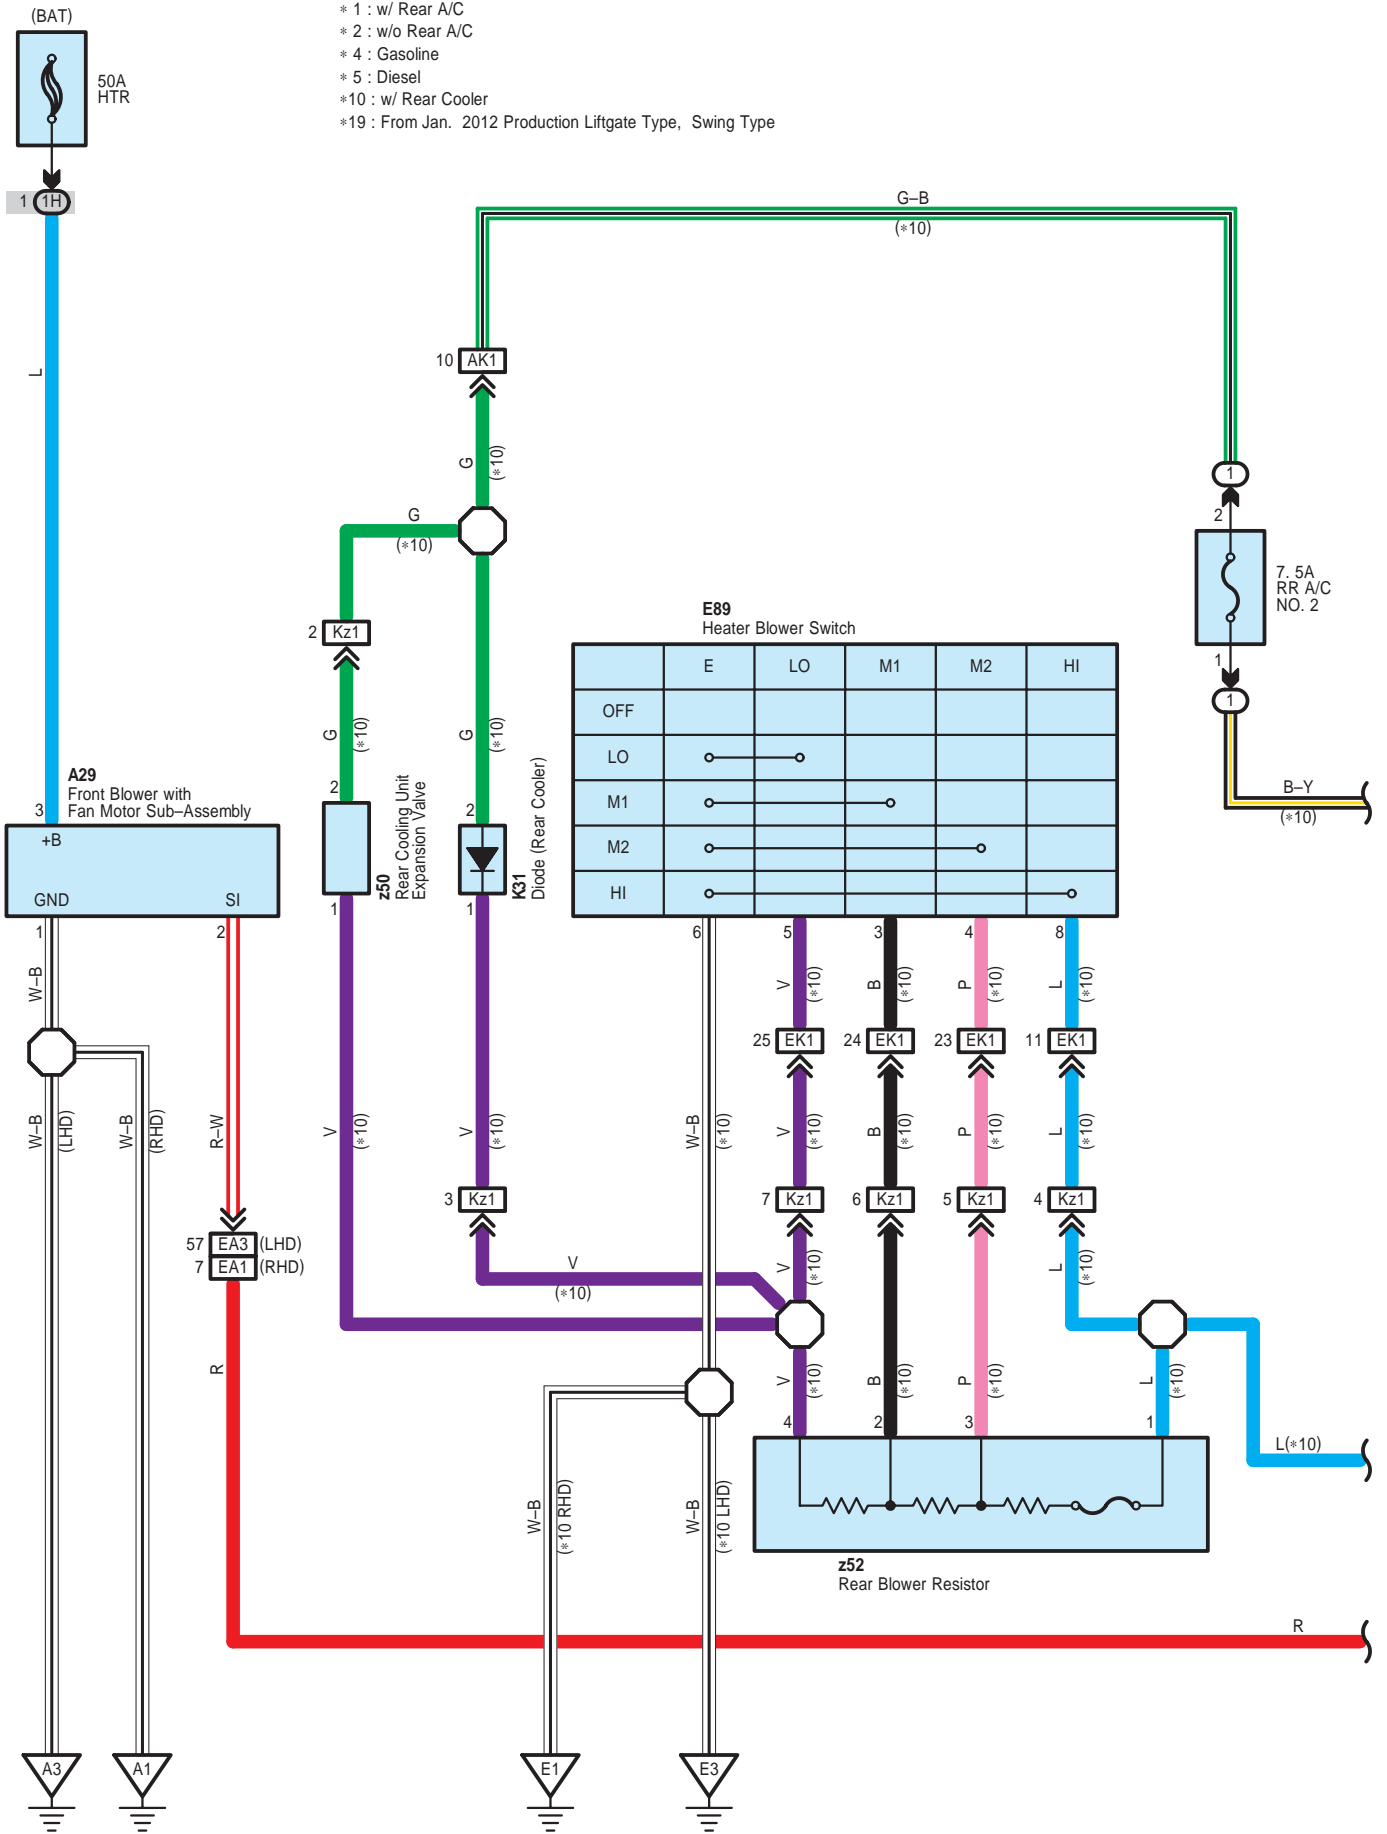 (BAT)
* 1 : w/ Rear A/C
* 2 : w/o Rear A/C
* 4 : Gasoline
* 5 : Diesel
*10 : w/ Rear Cooler
*19 : From Jan. 2012 Production Liftgate Type, Swing Type
50A
HTR
1 1H
L
G–B
(*10)
10 AK1
G
(*10)
G
(*10)
1
2
7. 5A
RR A/C
NO. 2
1
1
B–Y
(*10)
2 Kz1
G
(*10)
G
(*10)
E89
Heater Blower Switch
E LO M1 M2 HI
OFF
LO
M1
M2
HI
A29
Front Blower with
Fan Motor Sub–Assembly
3
+B
GND
SI
2
z50
Rear Cooling Unit
Expansion Valve
1
2
K31
Diode (Rear Cooler)
1
1
2
6
5
3
4
8
W–B
V
(*10)
B
(*10)
P
(*10)
L
(*10)
25 EK1
24 EK1
23 EK1
11 EK1
W–B
(LHD)
W–B
(RHD)
R–W
V
(*10)
V
(*10)
W–B
(*10)
V
(*10)
B
(*10)
P
(*10)
L
(*10)
3 Kz1
7 Kz1
6 Kz1
5 Kz1
4 Kz1
57 EA3 (LHD)
7 EA1 (RHD)
V
(*10)
V
(*10)
L
(*10)
R
V
(*10)
B
(*10)
P
(*10)
L
(*10)
4
2
3
1
L(*10)
W–B
(*10 RHD)
W–B
(*10 LHD)
z52
Rear Blower Resistor
R
A3
A1
E1
E3